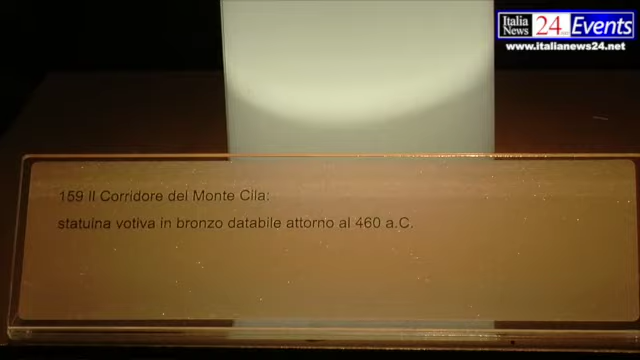 Italia
News 24.net Events
www.italianews24.net
159 Il Corridore del Monte Cila:
statuina votiva in bronzo databile attorno al 460 a.C.